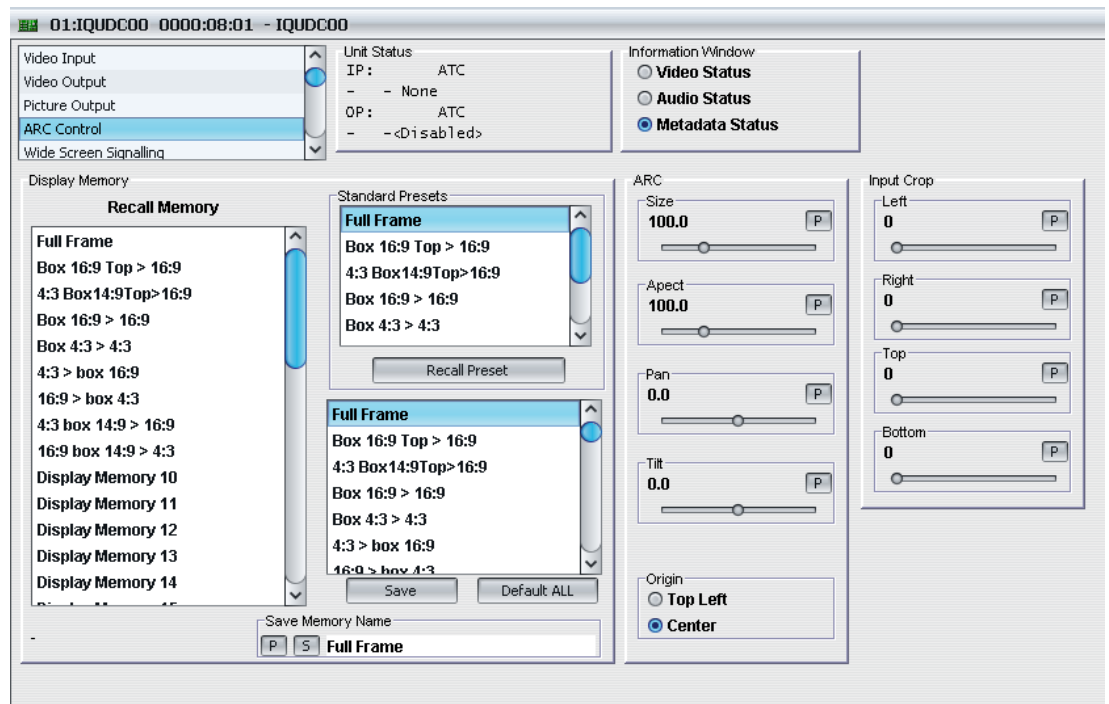 01:IQUDC00 0000:08:01 - IQUDC00
Video Input
Video Output
Picture Output
ARC Control
Wide Screen Signalling
Unit Status
IP: ATC
- - None
OP: ATC
- -<Disabled>
Information Window
Video Status
Audio Status
Metadata Status
Display Memory
Recall Memory
Full Frame
Box 16:9 Top > 16:9
4:3 Box14:9Top>16:9
Box 16:9 > 16:9
Box 4:3 > 4:3
4:3 > box 16:9
16:9 > box 4:3
4:3 box 14:9 > 16:9
16:9 box 14:9 > 4:3
Display Memory 10
Display Memory 11
Display Memory 12
Display Memory 13
Display Memory 14
-
Standard Presets
Full Frame
Box 16:9 Top > 16:9
4:3 Box14:9Top>16:9
Box 16:9 > 16:9
Box 4:3 > 4:3
Recall Preset
Full Frame
Box 16:9 Top > 16:9
4:3 Box14:9Top>16:9
Box 16:9 > 16:9
Box 4:3 > 4:3
4:3 > box 16:9
16:9 > box 4:3
Save
Default ALL
Save Memory Name
P S Full Frame
ARC
Size
100.0 P
Apect
100.0 P
Pan
0.0 P
Tilt
0.0 P
Origin
Top Left
Center
Input Crop
Left
0 P
Right
0 P
Top
0 P
Bottom
0 P